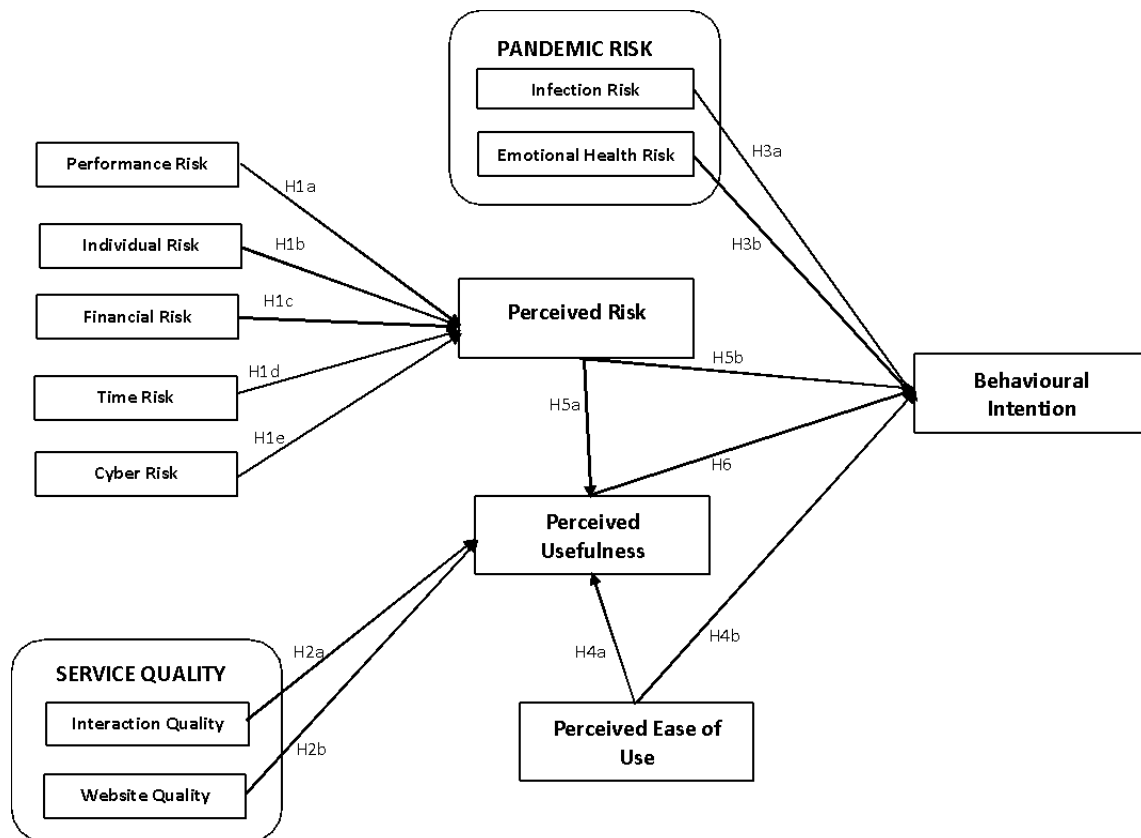 PANDEMIC RISK
Infection Risk
Emotional Health Risk
H3a
H3b
Performance Risk
H1a
Individual Risk
H1b
Financial Risk
H1c
Time Risk
H1d
Cyber Risk
H1e
Perceived Risk
H5b
H5a
Behavioural
Intention
H6
Perceived
Usefulness
SERVICE QUALITY
Interaction Quality
Website Quality
H2a
H2b
H4a
H4b
Perceived Ease of
Use